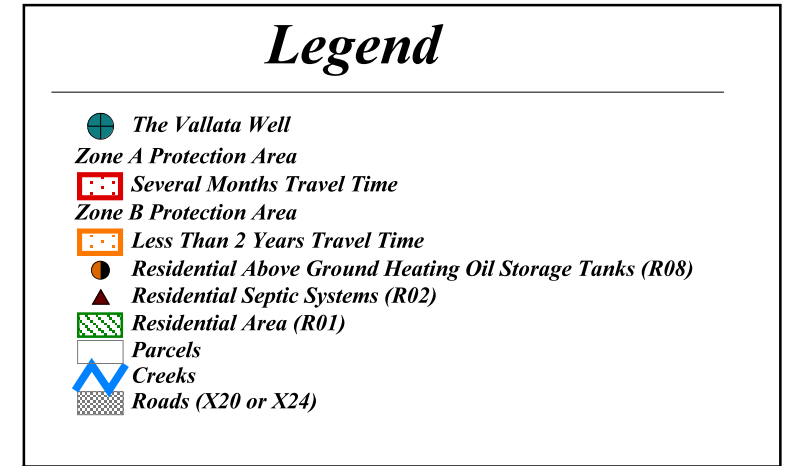 Legend
The Vallata Well
Zone A Protection Area
Several Months Travel Time
Zone B Protection Area
Less Than 2 Years Travel Time
Residential Above Ground Heating Oil Storage Tanks (R08)
Residential Septic Systems (R02)
Residential Area (R01)
Parcels
Creeks
Roads (X20 or X24)